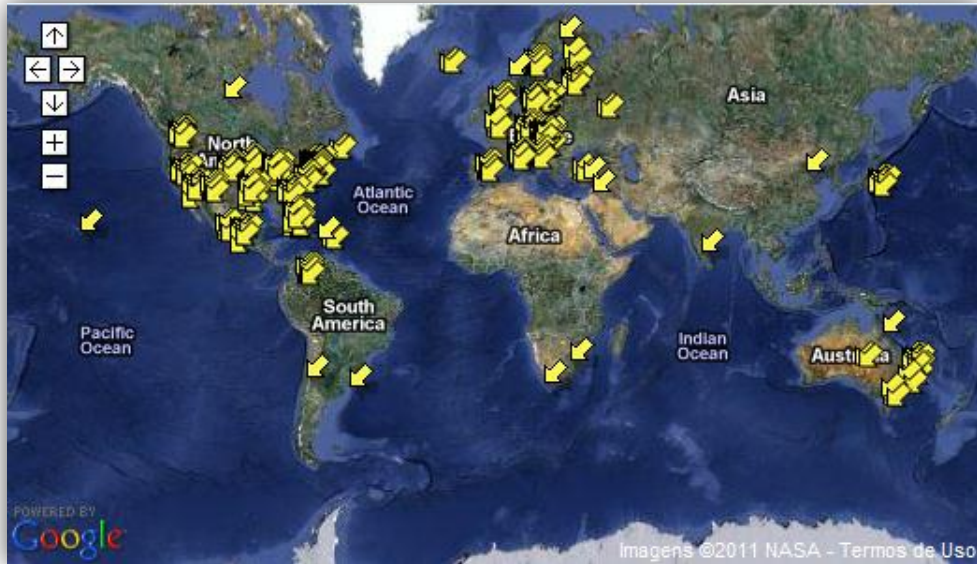 Asia
North
Am
Atlantic
Ocean
Africa
South
America
Pacific
Ocean
Indian
Ocean
POWERED BY
Google
Imagens ©2011 NASA - Termos de Uso